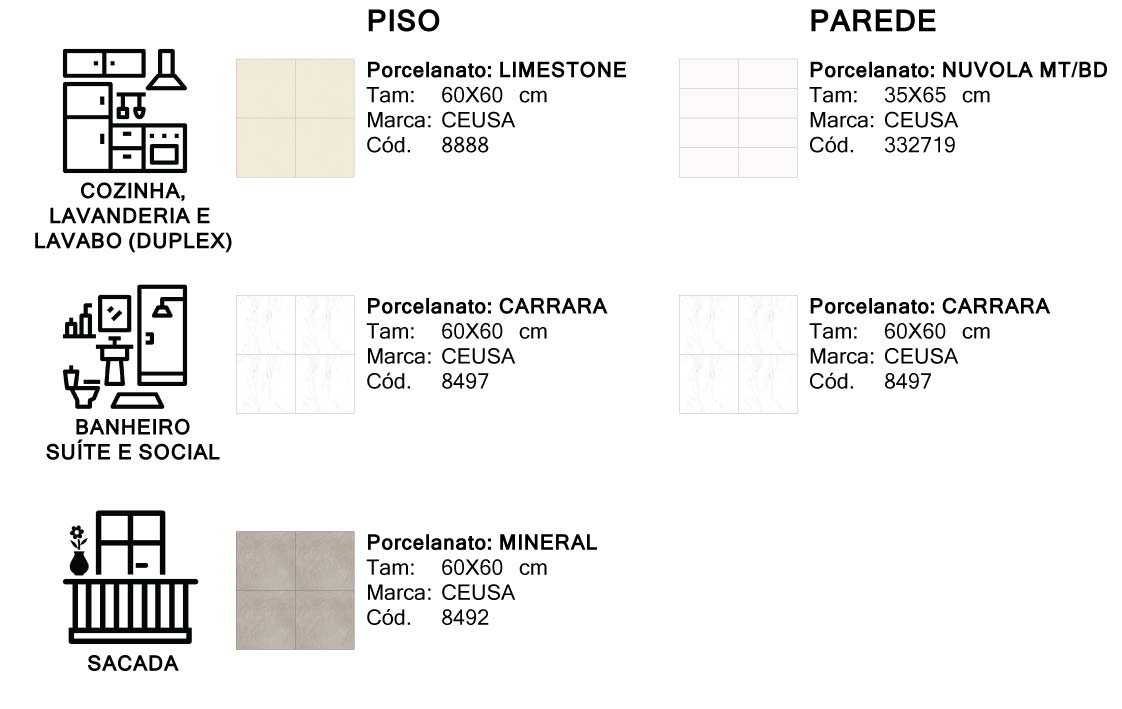 PISO
PAREDE
COZINHA,
LAVANDERIA E
LAVABO (DUPLEX)
Porcelanato: LIMESTONE
Tam: 60X60 cm
Marca: CEUSA
Cód. 8888
Porcelanato: NUVOLA MT/BD
Tam: 35X65 cm
Marca: CEUSA
Cód. 332719
BANHEIRO
SUÍTE E SOCIAL
Porcelanato: CARRARA
Tam: 60X60 cm
Marca: CEUSA
Cód. 8497
Porcelanato: CARRARA
Tam: 60X60 cm
Marca: CEUSA
Cód. 8497
SACADA
Porcelanato: MINERAL
Tam: 60X60 cm
Marca: CEUSA
Cód. 8492